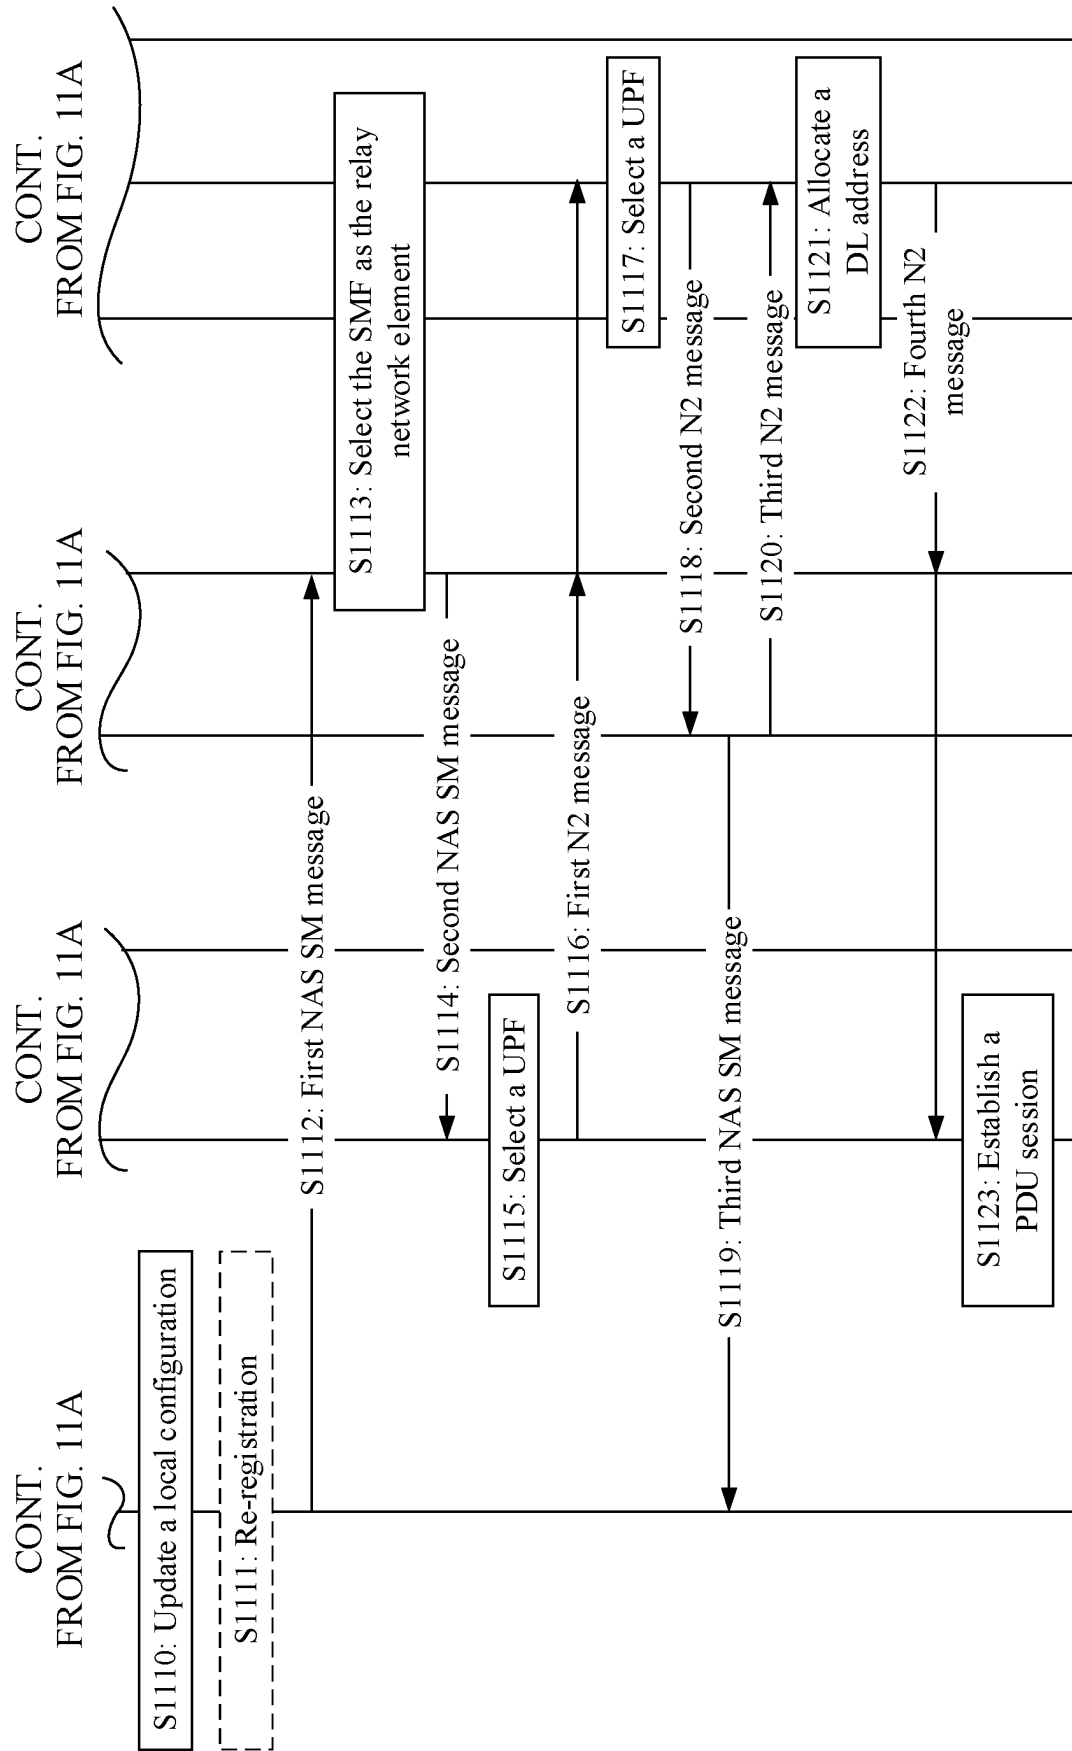 CONT.
FROM FIG. 11A
CONT.
FROM FIG. 11A
CONT.
FROM FIG. 11A
CONT.
FROM FIG. 11A
S1110: Update a local configuration
S1111: Re-registration
S1112: First NAS SM message
S1113: Select the SMF as the relay
network element
S1114: Second NAS SM message
S1115: Select a UPF
S1116: First N2 message
S1117: Select a UPF
S1118: Second N2 message
S1119: Third NAS SM message
S1120: Third N2 message
S1121: Allocate a
DL address
S1122: Fourth N2
message
S1123: Establish a
PDU session